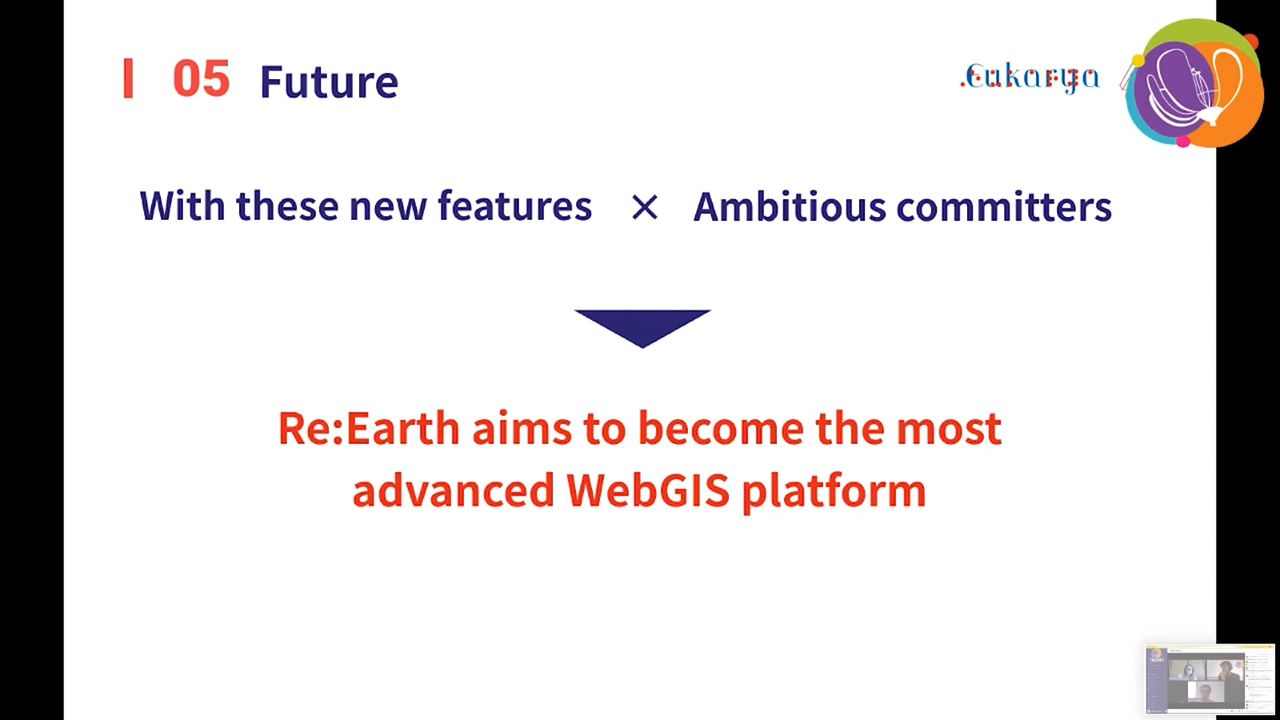 05 Future
Eukarya
With these new features × Ambitious committers
Re:Earth aims to become the most
advanced WebGIS platform